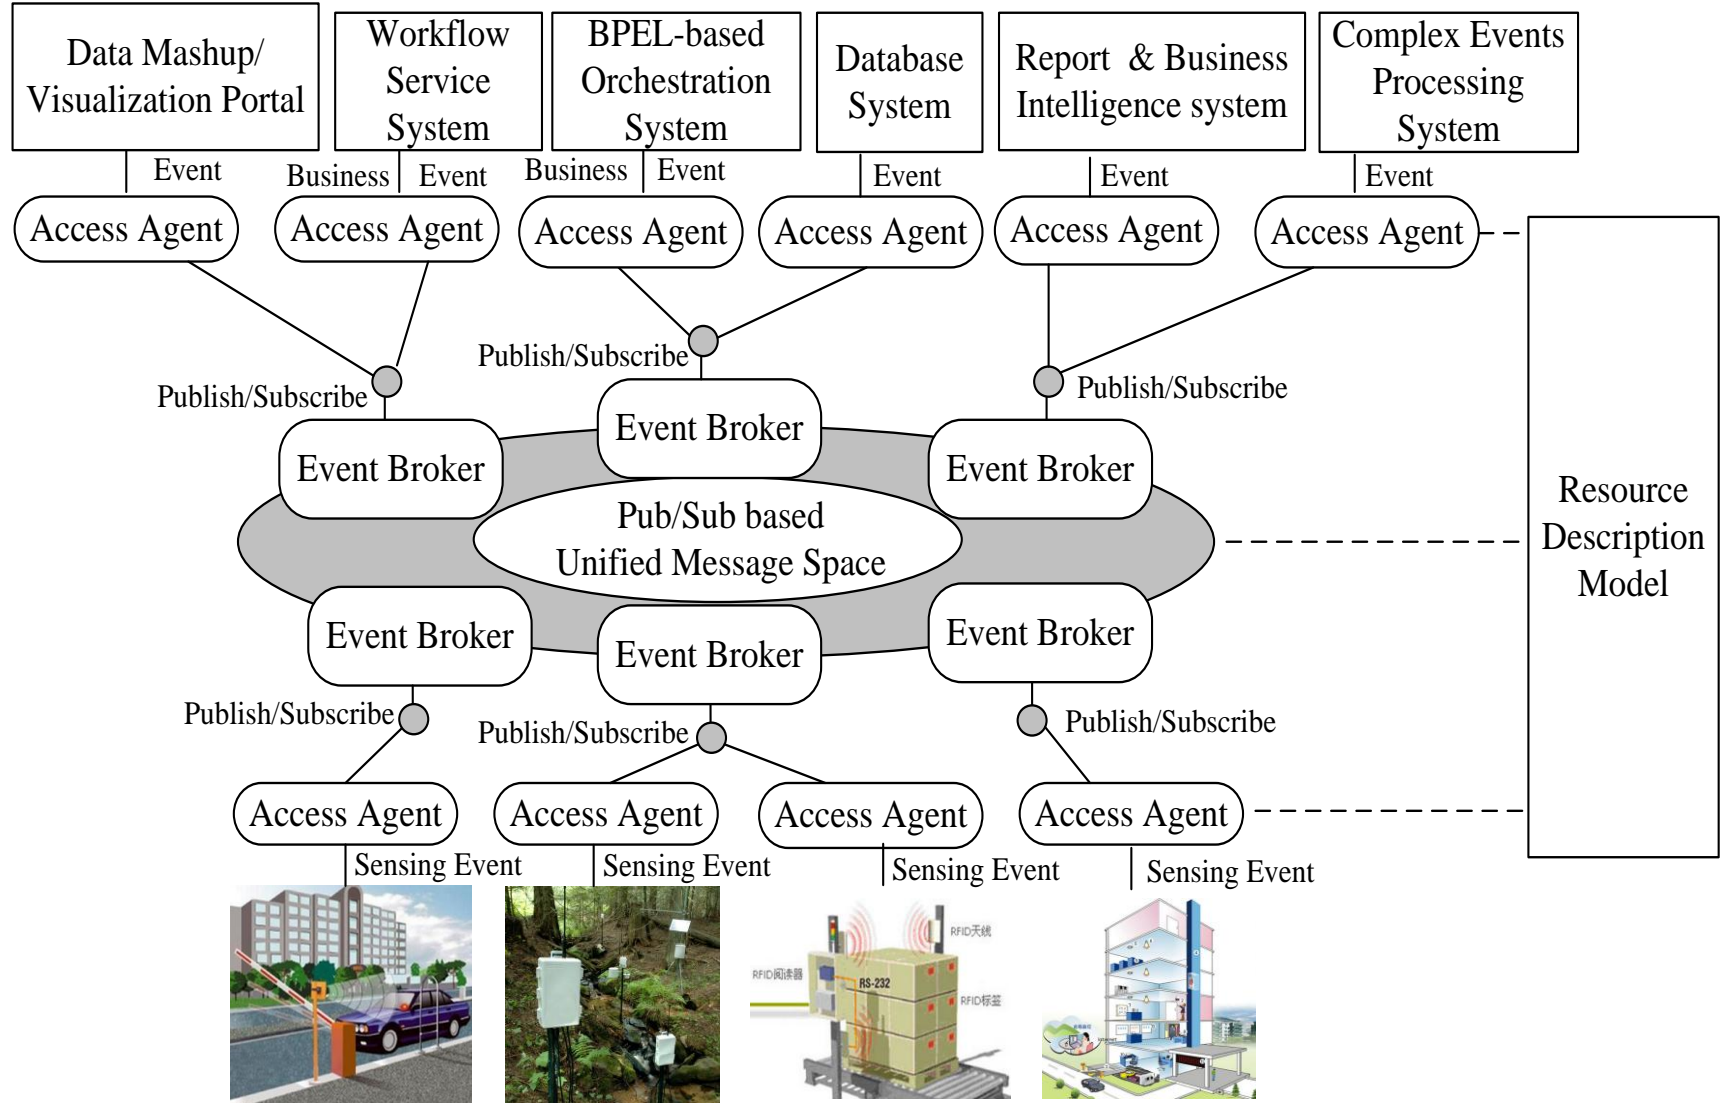 Data Mashup/
Visualization Portal
Workflow
Service
System
BPEL-based
Orchestration
System
Database
System
Report & Business
Intelligence system
Complex Events
Processing
System
Event
Business Event
Business Event
Event
Event
Event
Access Agent
Access Agent
Access Agent
Access Agent
Access Agent
Access Agent
Publish/Subscribe
Publish/Subscribe
Publish/Subscribe
Event Broker
Event Broker
Event Broker
Pub/Sub based
Unified Message Space
Resource
Description
Model
Event Broker
Event Broker
Event Broker
Publish/Subscribe
Publish/Subscribe
Publish/Subscribe
Access Agent
Access Agent
Access Agent
Access Agent
Sensing Event
Sensing Event
Sensing Event
Sensing Event
RFID天线
RFID阅读器
RS-232
RFID标签